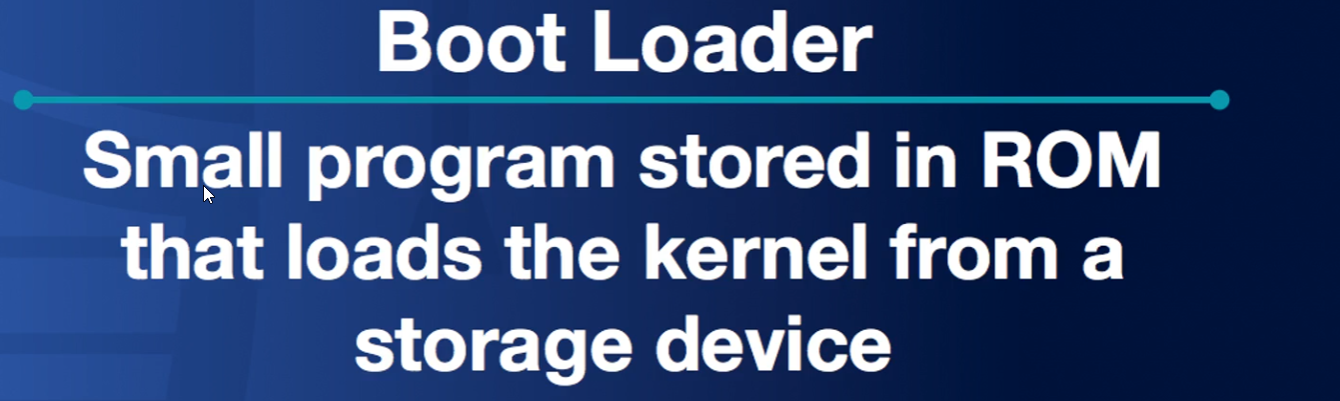 Boot Loader
Small program stored in ROM
that loads the kernel from a
storage device